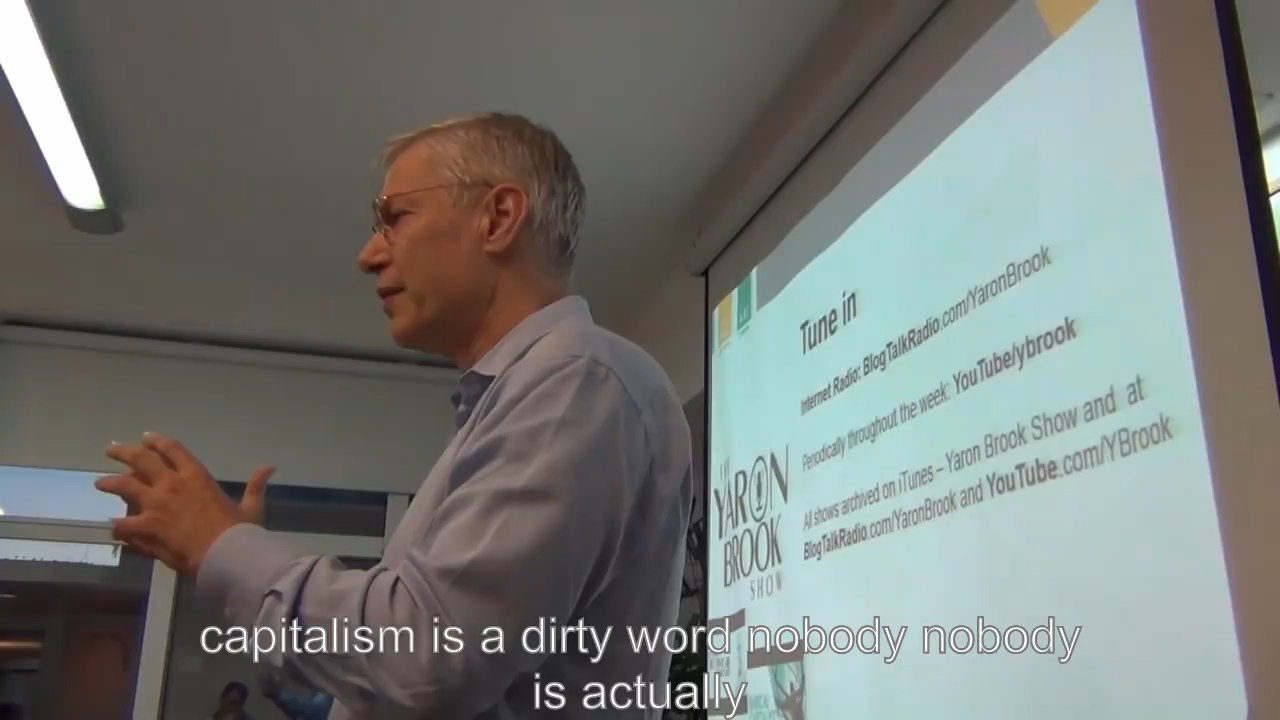 Tune in
Internet Radio: BlogTalkRadio.com/YaronBrook
Periodically throughout the week: YouTube/ybrook
All shows archived on iTunes – Yaron Brook Show and at
BlogTalkRadio.com/YaronBrook and YouTube.com/YBrook
THE
YARON
BROOK
SHOW
capitalism is a dirty word nobody nobody
is actually